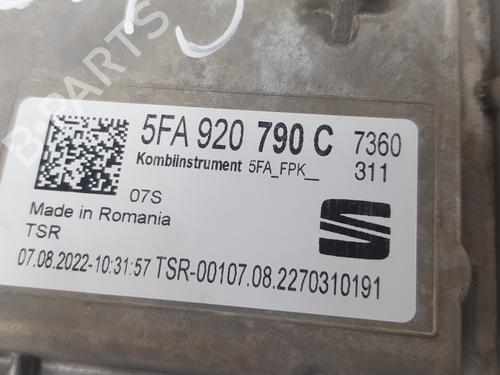 5FA 920 790 C 7360
Kombiinstrument 5FA_FPK__ 311
07S
Made in Romania
TSR
07.08.2022-10:31:57 TSR-00107.08.2270310191
B-PARTS